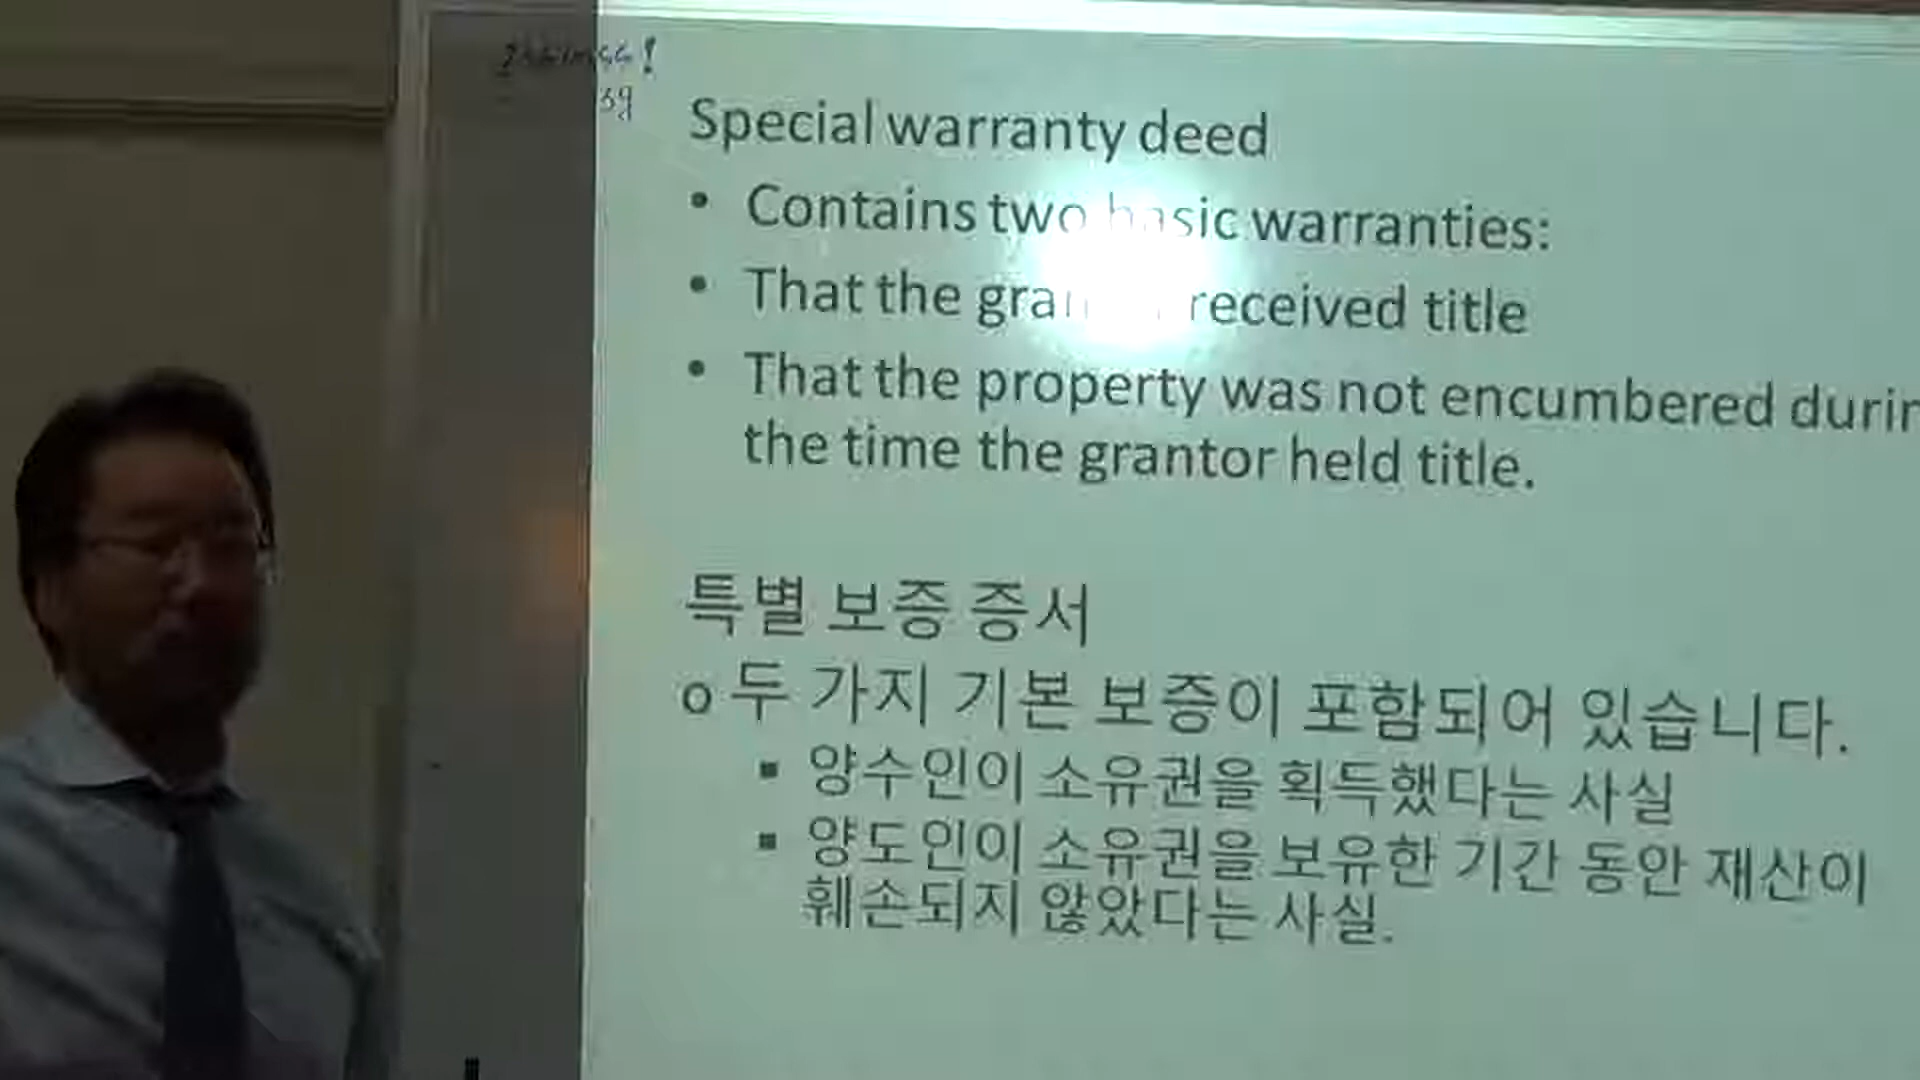 Special warranty deed
• Contains two basic warranties:
• That the received title
• That the property was not encumbered durin
the time the grantor held title.
특별 보증 증서
o 두 가지 기본 보증이 포함되어 있습니다.
▪ 양수인이 소유권을 획득했다는 사실
▪ 양도인이 소유권을 보유한 기간 동안 재산이
훼손되지 않았다는 사실.